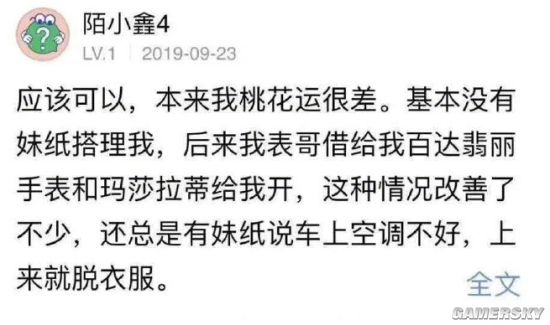 陌小鑫4
LV.1 | 2019-09-23
应该可以，本来我桃花运很差。基本没有
妹纸搭理我，后来我表哥借给我百达翡丽
手表和玛莎拉蒂给我开，这种情况改善了
不少，还总是有妹纸说车上空调不好，上
来就脱衣服。
全文
GAMERSKY